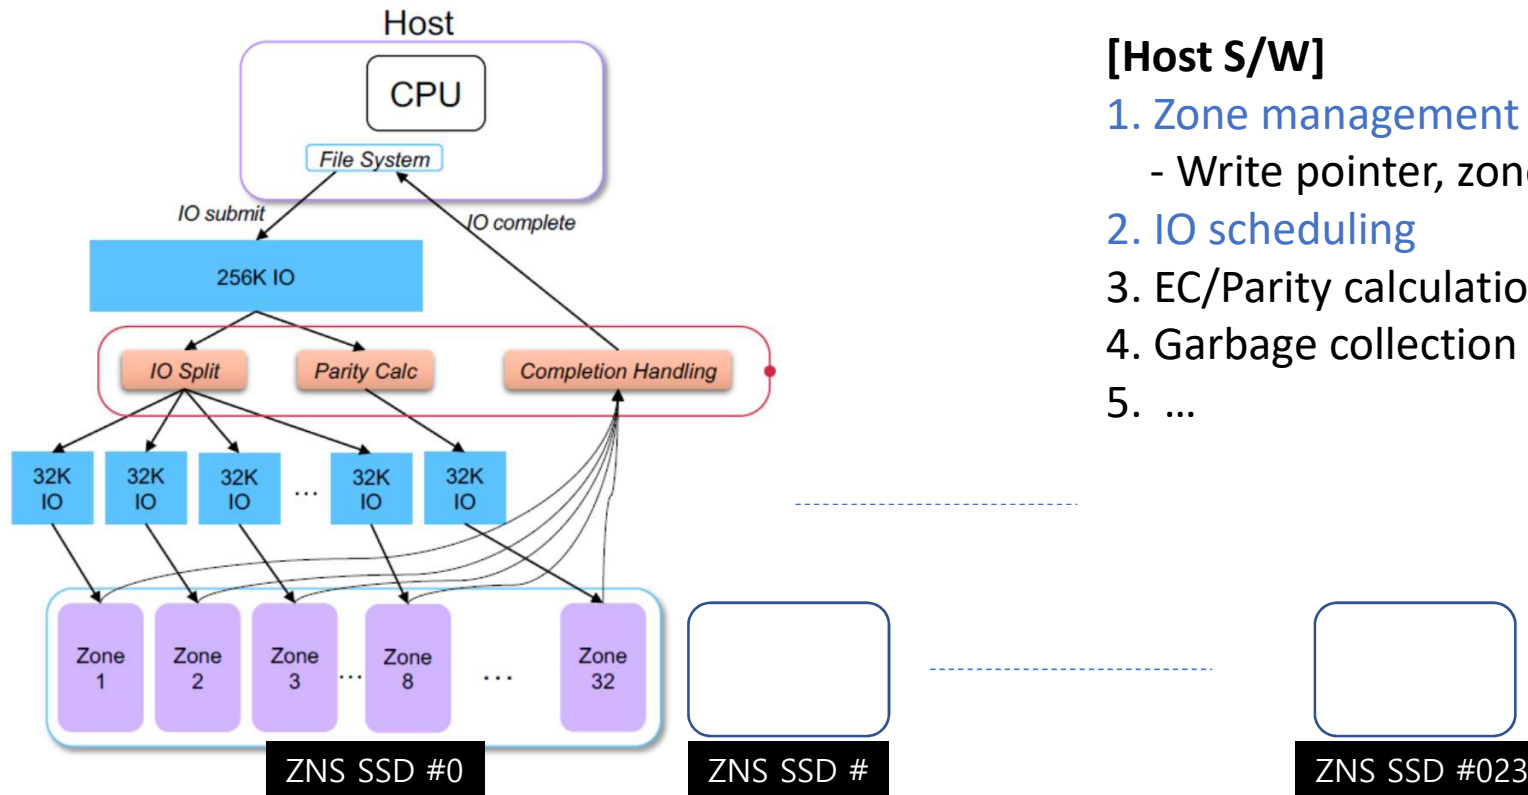 Host
CPU
File System
IO submit
IO complete
256K IO
IO Split
Parity Calc
Completion Handling
32K
IO
32K
IO
32K
IO
...
32K
IO
32K
IO
Zone
1
Zone
2
Zone
3
...
Zone
8
...
Zone
32
ZNS SSD #0
ZNS SSD #
ZNS SSD #023
[Host S/W]
1. Zone management
- Write pointer, zon
2. IO scheduling
3. EC/Parity calculatio
4. Garbage collection
5. ...